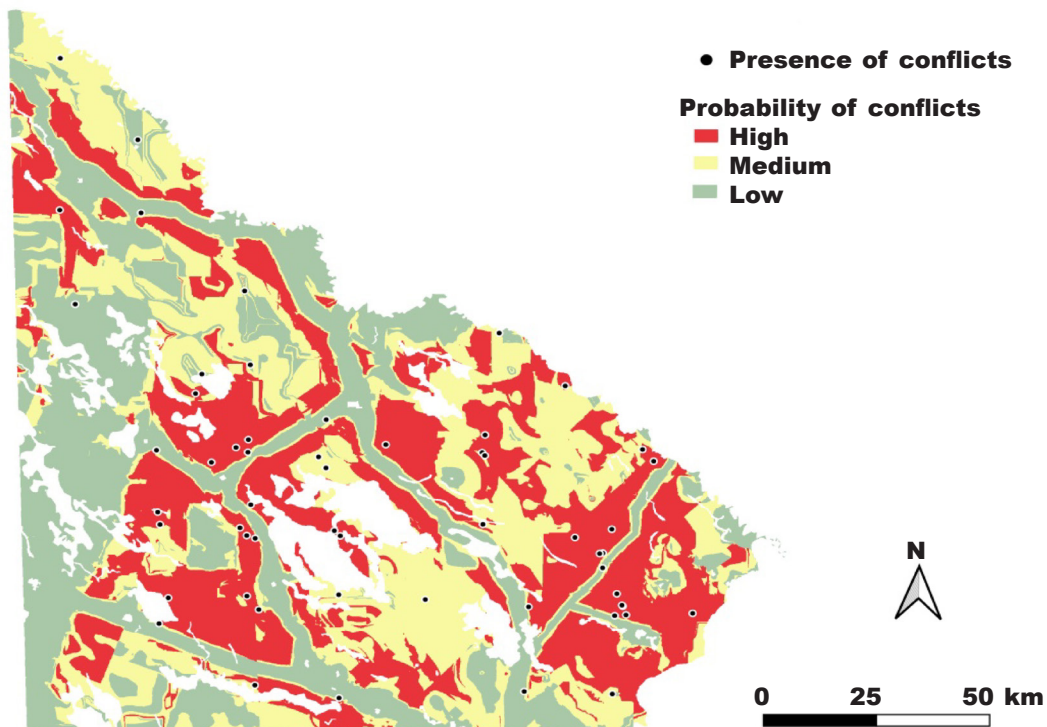 Presence of conflicts
Probability of conflicts
High
Medium
Low
N
0 25 50 km